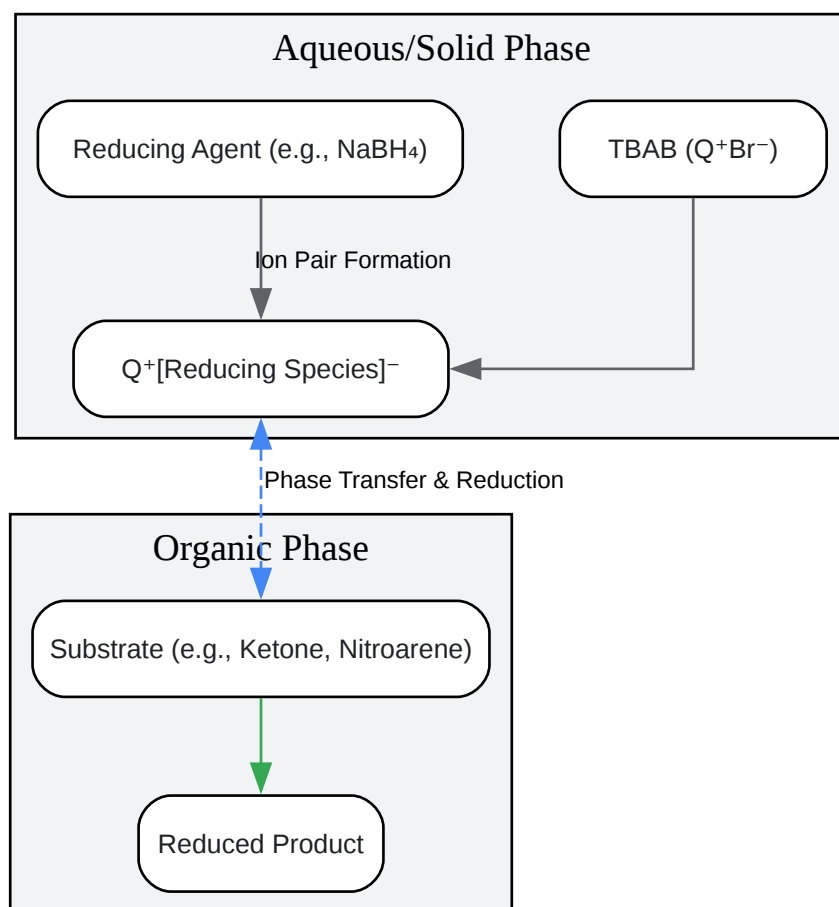 Aqueous/Solid Phase
Reducing Agent (e.g., NaBH₄)
TBAB (Q⁺Br⁻)
Ion Pair Formation
Q⁺[Reducing Species]⁻
Phase Transfer & Reduction
Organic Phase
Substrate (e.g., Ketone, Nitroarene)
Reduced Product